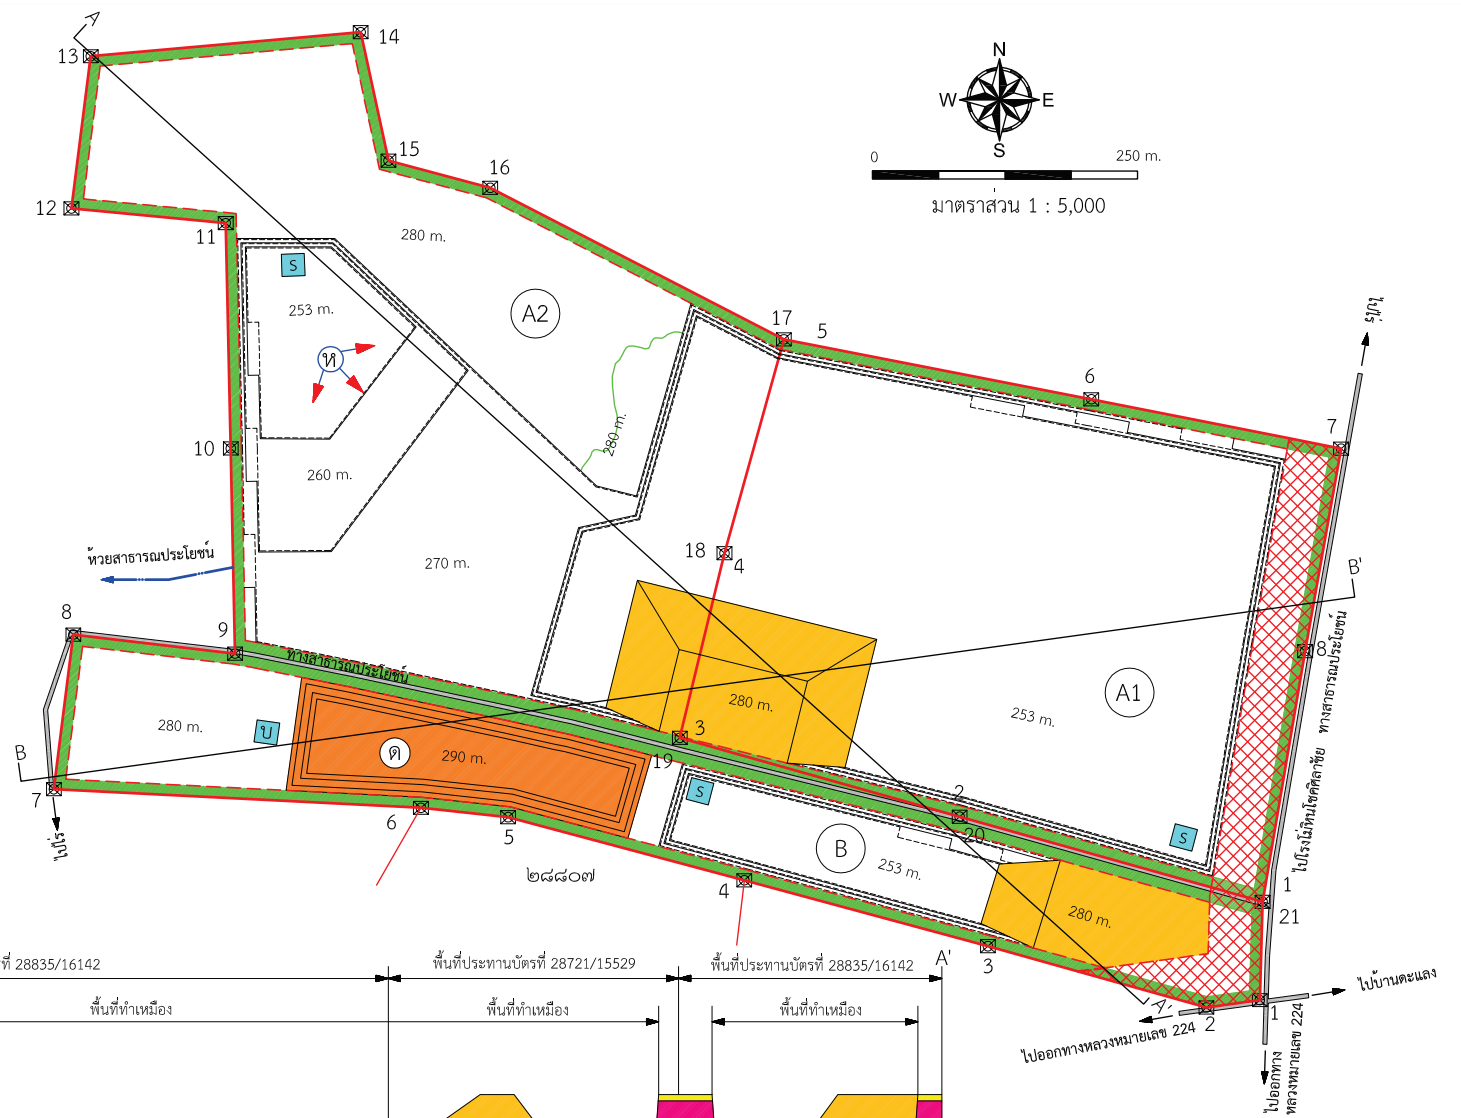 A
13
14
N
W
E
S
15
16
0
250 m.
มาตราส่วน 1 : 5,000
12
11
280 m.
S
253 m.
A2
ห
17
5
6
7
ไปไร่
280 m.
10
260 m.
18
4
270 m.
ห้วยสาธารณประโยชน์
B'
8
9
ทางสาธารณประโยชน์
8
ทางสาธารณประโยชน์
A1
280 m.
253 m.
280 m.
บ
ด
290 m.
3
19
B
7
ไปไร่
6
5
S
2
20
S
B
253 m.
ไปโรงโม่หินโชคศิลาชัย
๒๘๘๐๗
4
1
21
280 m.
3
A'
รที่ 28835/16142
พื้นที่ประทานบัตรที่ 28721/15529
พื้นที่ประทานบัตรที่ 28835/16142
A'
2
1
ไปบ้านตะแลง
พื้นที่ทำเหมือง
พื้นที่ทำเหมือง
พื้นที่ทำเหมือง
ไปออกทางหลวงหมายเลข 224
ไปออกทาง
หลวงหมายเลข 224